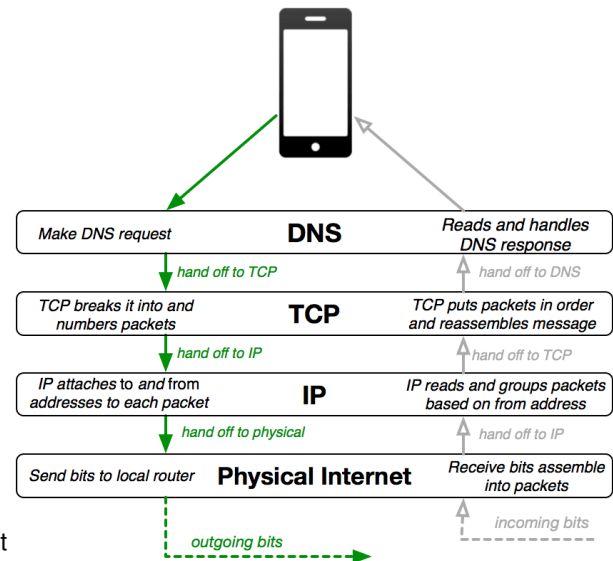 Make DNS request
DNS
Reads and handles
DNS response
hand off to TCP
hand off to DNS
TCP breaks it into and
numbers packets
TCP
TCP puts packets in order
and reassembles message
hand off to IP
hand off to TCP
IP attaches to and from
addresses to each packet
IP
IP reads and groups packets
based on from address
hand off to physical
hand off to IP
Send bits to local router
Physical Internet
Receive bits assemble
into packets
outgoing bits
incoming bits